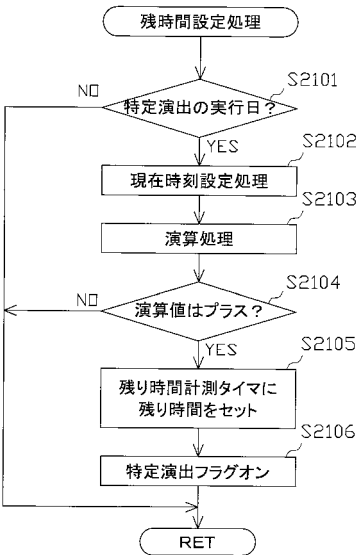 残時間設定処理
S2101
NO
特定演出の実行日？
YES
S2102
現在時刻設定処理
S2103
演算処理
S2104
NO
演算値はプラス？
YES
S2105
残り時間計測タイマに
残り時間をセット
S2106
特定演出フラグオン
RET